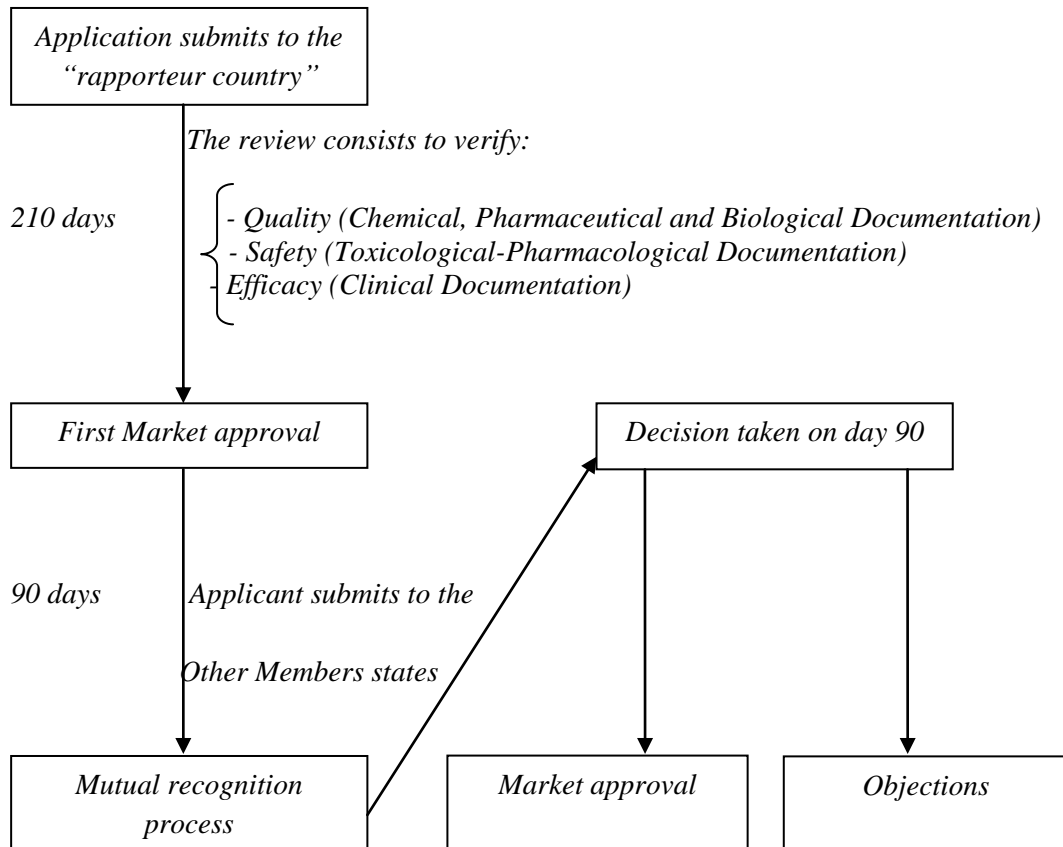 Application submits to the
“rapporteur country”
The review consists to verify:
210 days
- Quality (Chemical, Pharmaceutical and Biological Documentation)
- Safety (Toxicological-Pharmacological Documentation)
- Efficacy (Clinical Documentation)
First Market approval
Decision taken on day 90
90 days
Applicant submits to the
Other Members states
Mutual recognition
process
Market approval
Objections